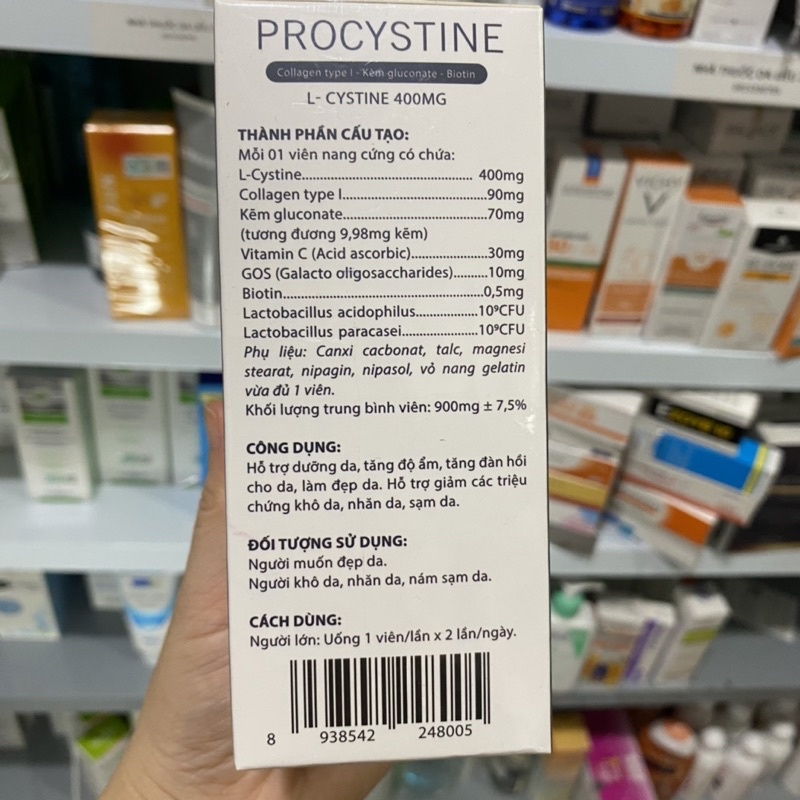 PROCYSTINE
Collagen type I - Kẽm gluconate - Biotin
L- CYSTINE 400MG
THÀNH PHẦN CẤU TẠO:
Mỗi 01 viên nang cứng có chứa:
L-Cystine................................................ 400mg
Collagen type I..........................................90mg
Kẽm gluconate..........................................70mg
(tương đương 9,98mg kẽm)
Vitamin C (Acid ascorbic)......................30mg
GOS (Galacto oligosaccharides)..........10mg
Biotin........................................................0,5mg
Lactobacillus acidophilus..................10⁹CFU
Lactobacillus paracasei......................10⁹CFU
Phụ liệu: Canxi cacbonat, talc, magnesi
stearat, nipagin, nipasol, vỏ nang gelatin
vừa đủ 1 viên.
Khối lượng trung bình viên: 900mg ± 7,5%
CÔNG DỤNG:
Hỗ trợ dưỡng da, tăng độ ẩm, tăng đàn hồi
cho da, làm đẹp da. Hỗ trợ giảm các triệu
chứng khô da, nhăn da, sạm da.
ĐỐI TƯỢNG SỬ DỤNG:
Người muốn đẹp da.
Người khô da, nhăn da, nám sạm da.
CÁCH DÙNG:
Người lớn: Uống 1 viên/lần x 2 lần/ngày.
8 938542 248005
VICHY